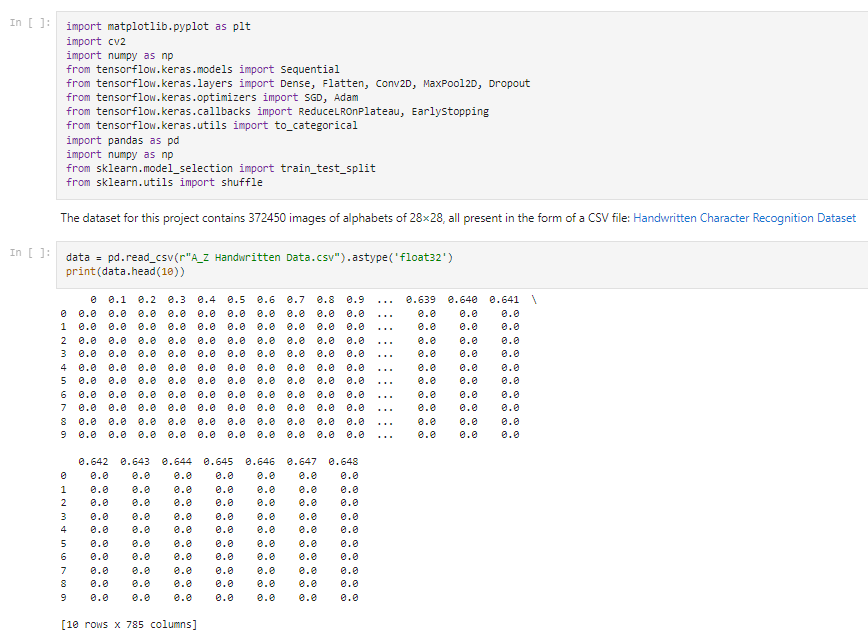 In [ ]:
import matplotlib.pyplot as plt
import cv2
import numpy as np
from tensorflow.keras.models import Sequential
from tensorflow.keras.layers import Dense, Flatten, Conv2D, MaxPool2D, Dropout
from tensorflow.keras.optimizers import SGD, Adam
from tensorflow.keras.callbacks import ReduceLROnPlateau, EarlyStopping
from tensorflow.keras.utils import to_categorical
import pandas as pd
import numpy as np
from sklearn.model_selection import train_test_split
from sklearn.utils import shuffle
The dataset for this project contains 372450 images of alphabets of 28×28, all present in the form of a CSV file: Handwritten Character Recognition Dataset
In [ ]:
data = pd.read_csv(r"A_Z Handwritten Data.csv").astype('float32')
print(data.head(10))
0 0.1 0.2 0.3 0.4 0.5 0.6 0.7 0.8 0.9 ... 0.639 0.640 0.641 \
0 0.0 0.0 0.0 0.0 0.0 0.0 0.0 0.0 0.0 0.0 ... 0.0 0.0 0.0
1 0.0 0.0 0.0 0.0 0.0 0.0 0.0 0.0 0.0 0.0 ... 0.0 0.0 0.0
2 0.0 0.0 0.0 0.0 0.0 0.0 0.0 0.0 0.0 0.0 ... 0.0 0.0 0.0
3 0.0 0.0 0.0 0.0 0.0 0.0 0.0 0.0 0.0 0.0 ... 0.0 0.0 0.0
4 0.0 0.0 0.0 0.0 0.0 0.0 0.0 0.0 0.0 0.0 ... 0.0 0.0 0.0
5 0.0 0.0 0.0 0.0 0.0 0.0 0.0 0.0 0.0 0.0 ... 0.0 0.0 0.0
6 0.0 0.0 0.0 0.0 0.0 0.0 0.0 0.0 0.0 0.0 ... 0.0 0.0 0.0
7 0.0 0.0 0.0 0.0 0.0 0.0 0.0 0.0 0.0 0.0 ... 0.0 0.0 0.0
8 0.0 0.0 0.0 0.0 0.0 0.0 0.0 0.0 0.0 0.0 ... 0.0 0.0 0.0
9 0.0 0.0 0.0 0.0 0.0 0.0 0.0 0.0 0.0 0.0 ... 0.0 0.0 0.0
0.642 0.643 0.644 0.645 0.646 0.647 0.648
0 0.0 0.0 0.0 0.0 0.0 0.0 0.0
1 0.0 0.0 0.0 0.0 0.0 0.0 0.0
2 0.0 0.0 0.0 0.0 0.0 0.0 0.0
3 0.0 0.0 0.0 0.0 0.0 0.0 0.0
4 0.0 0.0 0.0 0.0 0.0 0.0 0.0
5 0.0 0.0 0.0 0.0 0.0 0.0 0.0
6 0.0 0.0 0.0 0.0 0.0 0.0 0.0
7 0.0 0.0 0.0 0.0 0.0 0.0 0.0
8 0.0 0.0 0.0 0.0 0.0 0.0 0.0
9 0.0 0.0 0.0 0.0 0.0 0.0 0.0
[10 rows x 785 columns]